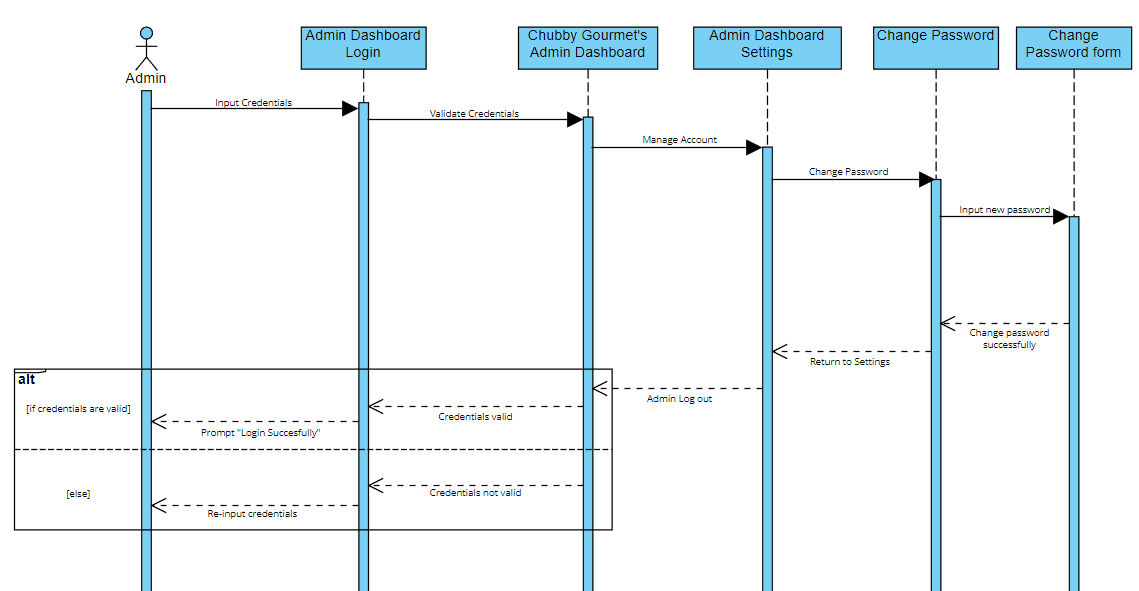 Admin Dashboard
Login
Chubby Gourmet's
Admin Dashboard
Admin Dashboard
Settings
Change Password
Change
Password form
Admin
Input Credentials
Validate Credentials
Manage Account
Change Password
Input new password
Change password
successfully
Return to Settings
alt
Admin Log out
[if credentials are valid]
Credentials valid
Prompt "Login Succesfully"
[else]
Credentials not valid
Re-input credentials